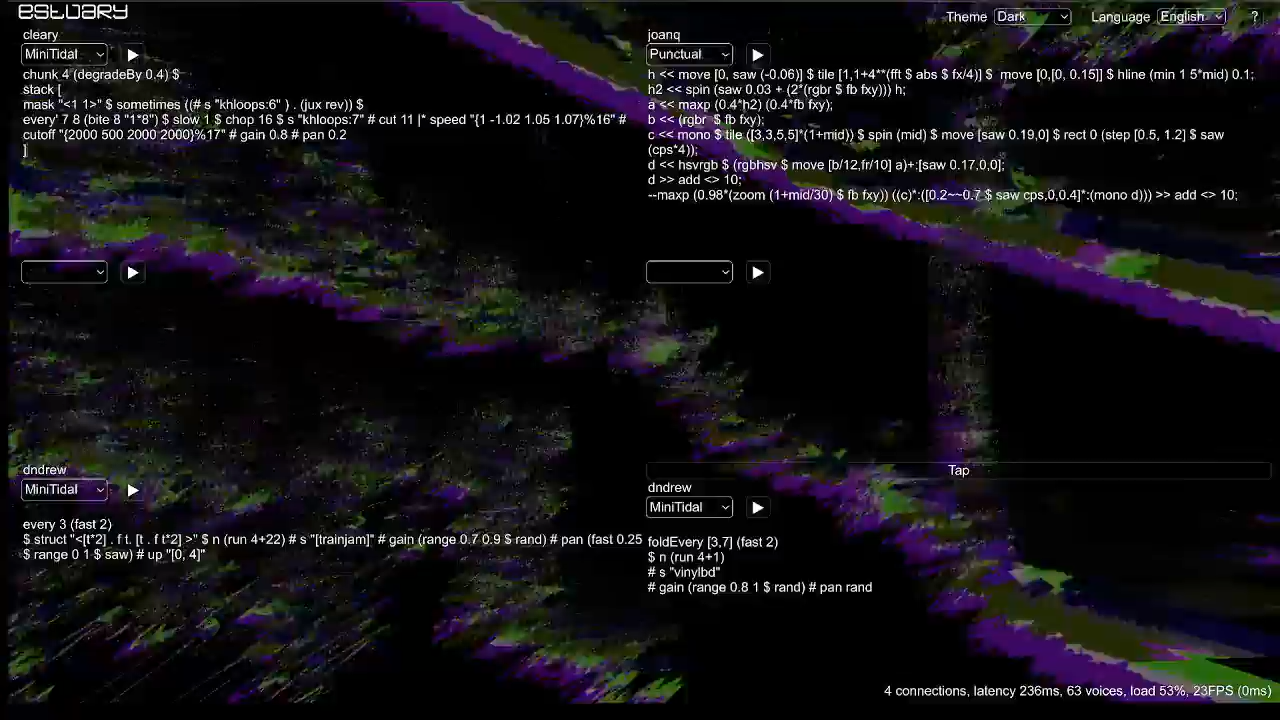 estuary
Theme Dark Language English ?
cleary
MiniTidal
chunk 4 (degradeBy 0.4) $
stack [
mask "<1 1>" $ sometimes ((# s "khloops:6" ) . (jux rev)) $
every' 7 8 (bite 8 "1*8") $ slow 1 $ chop 16 $ s "khloops:7" # cut 11 |* speed "{1 -1.02 1.05 1.07}%16" #
cutoff "{2000 500 2000 2000}%17" # gain 0.8 # pan 0.2
]
joanq
Punctual
h << move [0, saw (-0.06)] $ tile [1,1+4**(fft $ abs $ fx/4)] $  move [0,[0, 0.15]] $ hline (min 1 5*mid) 0.1;
h2 << spin (saw 0.03 + (2*(rgbr $ fb fxy))) h;
a << maxp (0.4*h2) (0.4*fb fxy);
b << (rgbr  $ fb fxy);
c << mono $ tile ([3,3,5,5]*(1+mid)) $ spin (mid) $ move [saw 0.19,0] $ rect 0 (step [0.5, 1.2] $ saw
(cps*4));
d << hsvrgb $ (rgbhsv $ move [b/12,fr/10] a)+:[saw 0.17,0,0];
d >> add <> 10;
--maxp (0.98*(zoom (1+mid/30) $ fb fxy)) ((c)*:([0.2~~0.7 $ saw cps,0,0.4]*:(mono d))) >> add <> 10;
dndrew
MiniTidal
every 3 (fast 2)
$ struct "<[t*2] . f t. [t . f t*2] >" $ n (run 4+22) # s "[trainjam]" # gain (range 0.7 0.9 $ rand) # pan (fast 0.25
$ range 0 1 $ saw) # up "[0, 4]"
Tap
dndrew
MiniTidal
foldEvery [3,7] (fast 2)
$ n (run 4+1)
# s "vinylbd"
# gain (range 0.8 1 $ rand) # pan rand
4 connections, latency 236ms, 63 voices, load 53%, 23FPS (0ms)